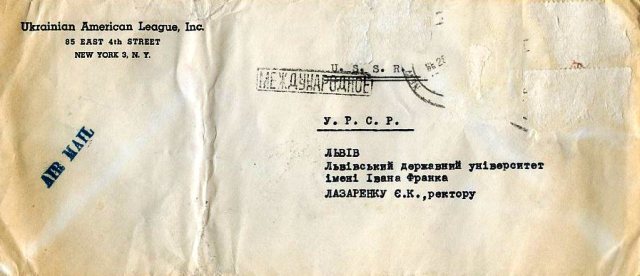 Ukrainian American League, Inc.
85 EAST 4th STREET
NEW YORK 3, N. Y.
U. S. S. R.
МЕЖДУНАРОДНОЕ
У. Р. С. Р.
AIR MAIL
ЛЬВІВ
Львівський державний університет
імені Івана Франка
ЛАЗАРЕНКУ Є.К.,ректору